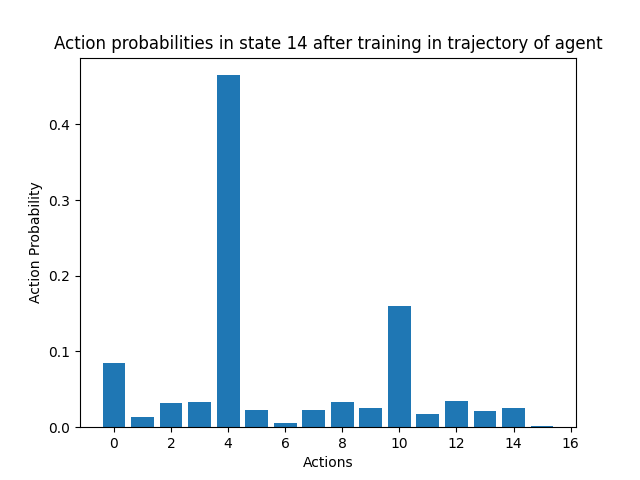 Action probabilities in state 14 after training in trajectory of agent
0.4
0.3
0.2
0.1
0.0
Action Probability
0 2 4 6 8 10 12 14 16
Actions